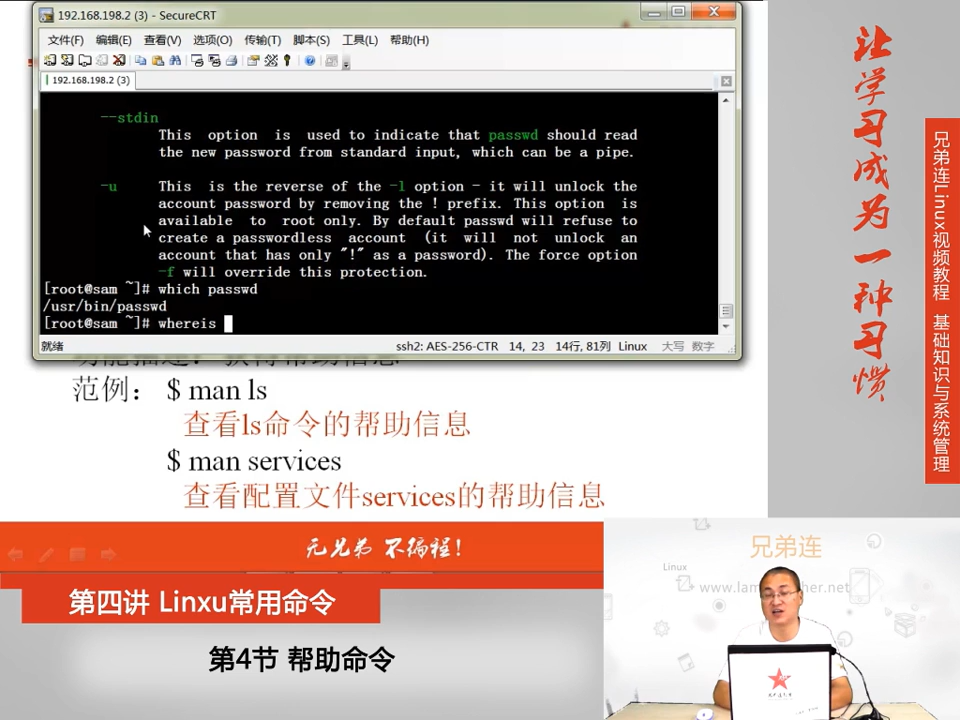 192.168.198.2 (3) - SecureCRT
文件(F) 编辑(E) 查看(V) 选项(O) 传输(T) 脚本(S) 工具(L) 帮助(H)
192.168.198.2 (3)
--stdin
This option is used to indicate that passwd should read
the new password from standard input, which can be a pipe.
-u This is the reverse of the -l option - it will unlock the
account password by removing the ! prefix. This option is
available to root only. By default passwd will refuse to
create a passwordless account (it will not unlock an
account that has only "!" as a password). The force option
-f will override this protection.
[root@sam ~]# which passwd
/usr/bin/passwd
[root@sam ~]# whereis
就绪 ssh2: AES-256-CTR 14, 23 14行, 81列 Linux 大写 数字
功能描述：获得帮助信息
范例： $ man ls
查看ls命令的帮助信息
$ man services
查看配置文件services的帮助信息
无兄弟 不编程！
第四讲 Linxu常用命令
第4节 帮助命令
让学习成为一种习惯
兄弟连Linux视频教程 基础知识与系统管理
兄弟连
Linux